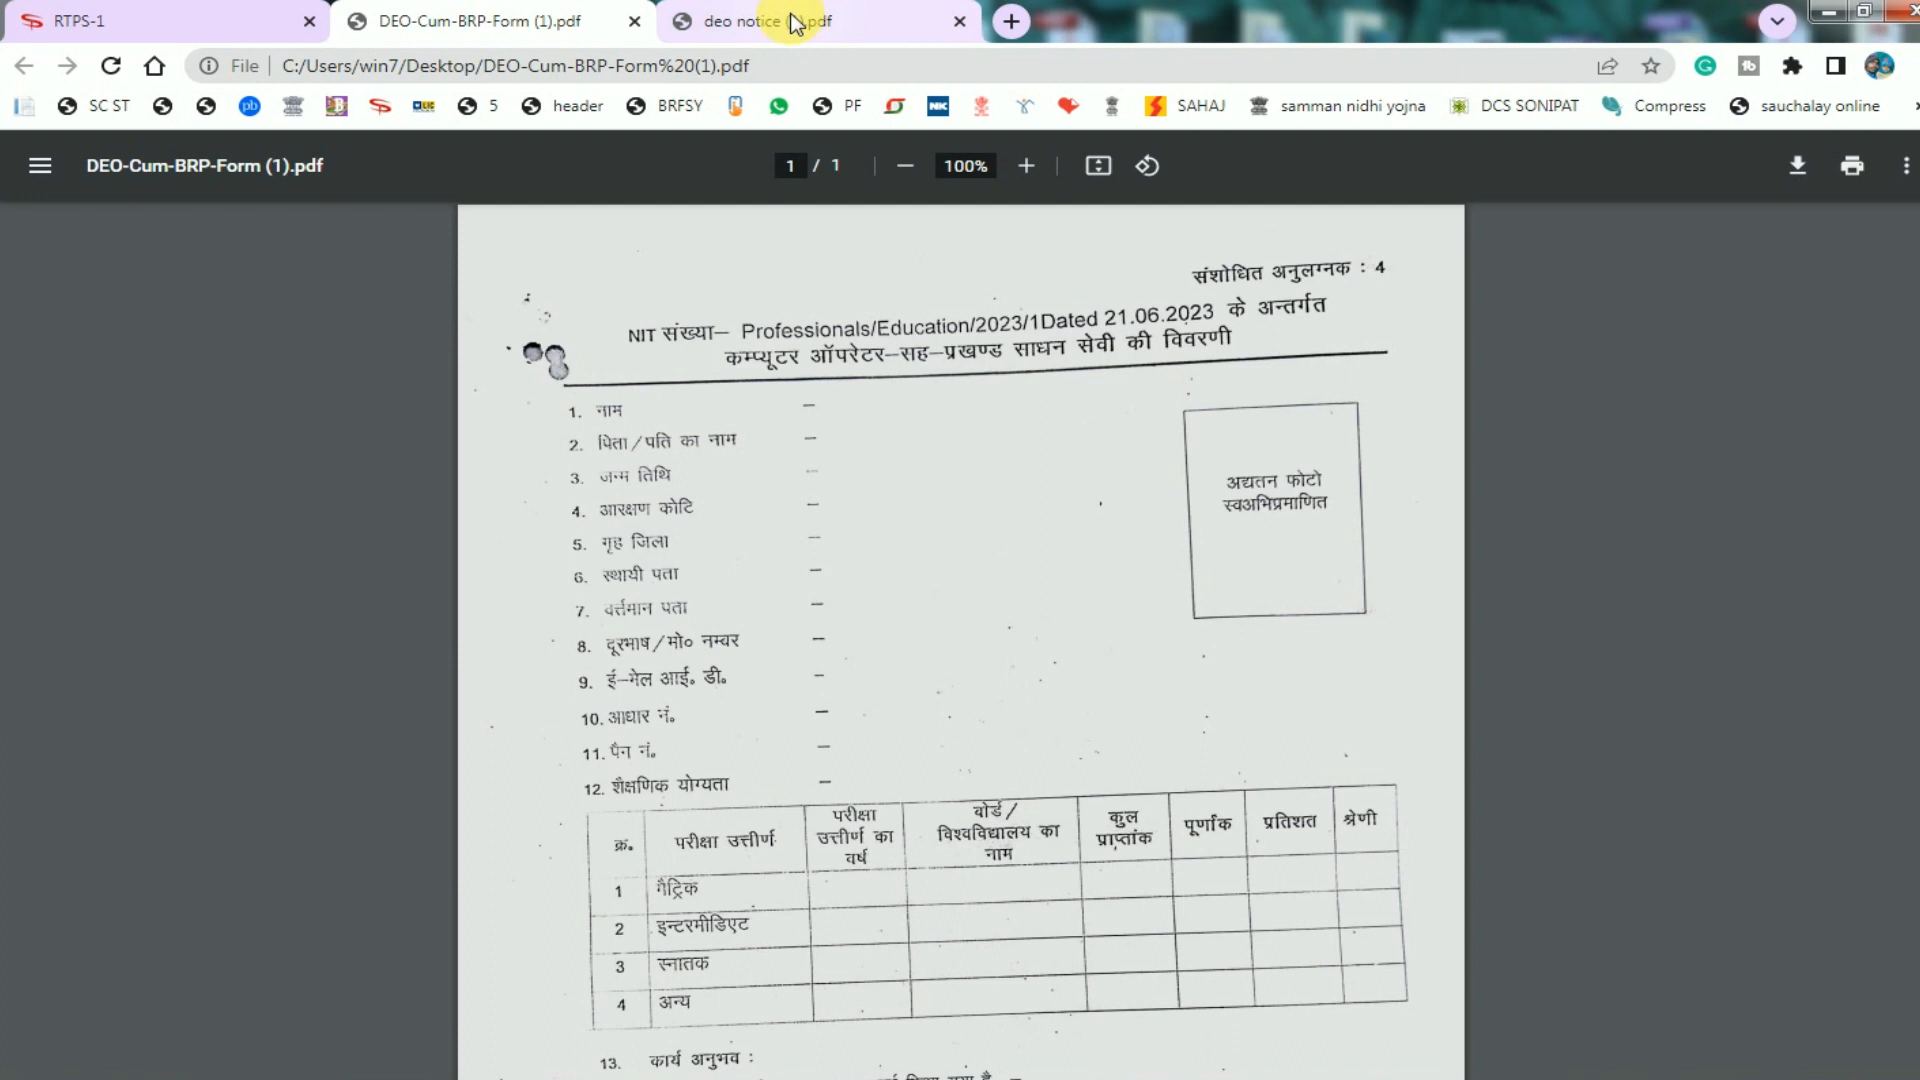 RTPS-1
DEO-Cum-BRP-Form (1).pdf
deo notice .pdf
File
C:/Users/win7/Desktop/DEO-Cum-BRP-Form%20(1).pdf
SC ST
pb
LIC
5
header
BRFSY
PF
NK
SAHAJ
samman nidhi yojna
DCS SONIPAT
Compress
sauchalay online
DEO-Cum-BRP-Form (1).pdf
1 / 1
100%
संशोधित अनुलग्नक : 4
NIT संख्या– Professionals/Education/2023/1Dated 21.06.2023 के अन्तर्गत
कम्प्यूटर ऑपरेटर–सह–प्रखण्ड साधन सेवी की विवरणी
1. नाम –
2. पिता/पति का नाम –
3. जन्म तिथि –
4. आरक्षण कोटि –
5. गृह जिला –
6. स्थायी पता –
7. वर्त्तमान पता –
8. दूरभाष/मो० नम्बर –
9. ई–मेल आई. डी. –
10. आधार नं. –
11. पैन नं. –
12. शैक्षणिक योग्यता –
अद्यतन फोटो
स्वअभिप्रमाणित
क्र. परीक्षा उत्तीर्ण परीक्षा उत्तीर्ण का वर्ष बोर्ड/ विश्वविद्यालय का नाम कुल प्राप्तांक पूर्णांक प्रतिशत श्रेणी
1 मैट्रिक
2 इन्टरमीडिएट
3 स्नातक
4 अन्य
13. कार्य अनुभव :